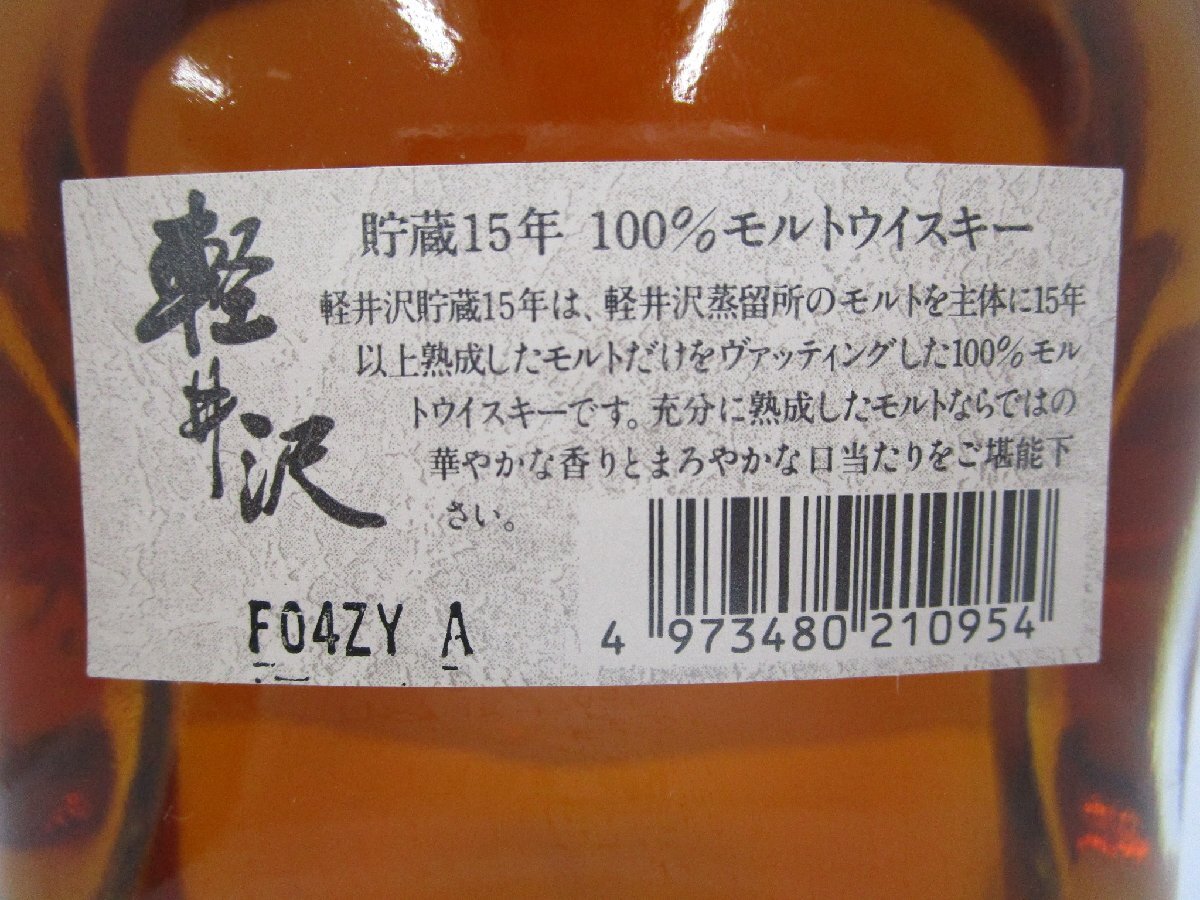 軽井沢
貯蔵15年 100%モルトウイスキー
軽井沢貯蔵15年は、軽井沢蒸留所のモルトを主体に15年
以上熟成したモルトだけをヴァッティングした100%モル
トウイスキーです。充分に熟成したモルトならではの
華やかな香りとまろやかな口当たりをご堪能下
さい。
F04ZY A
4 973480 210954